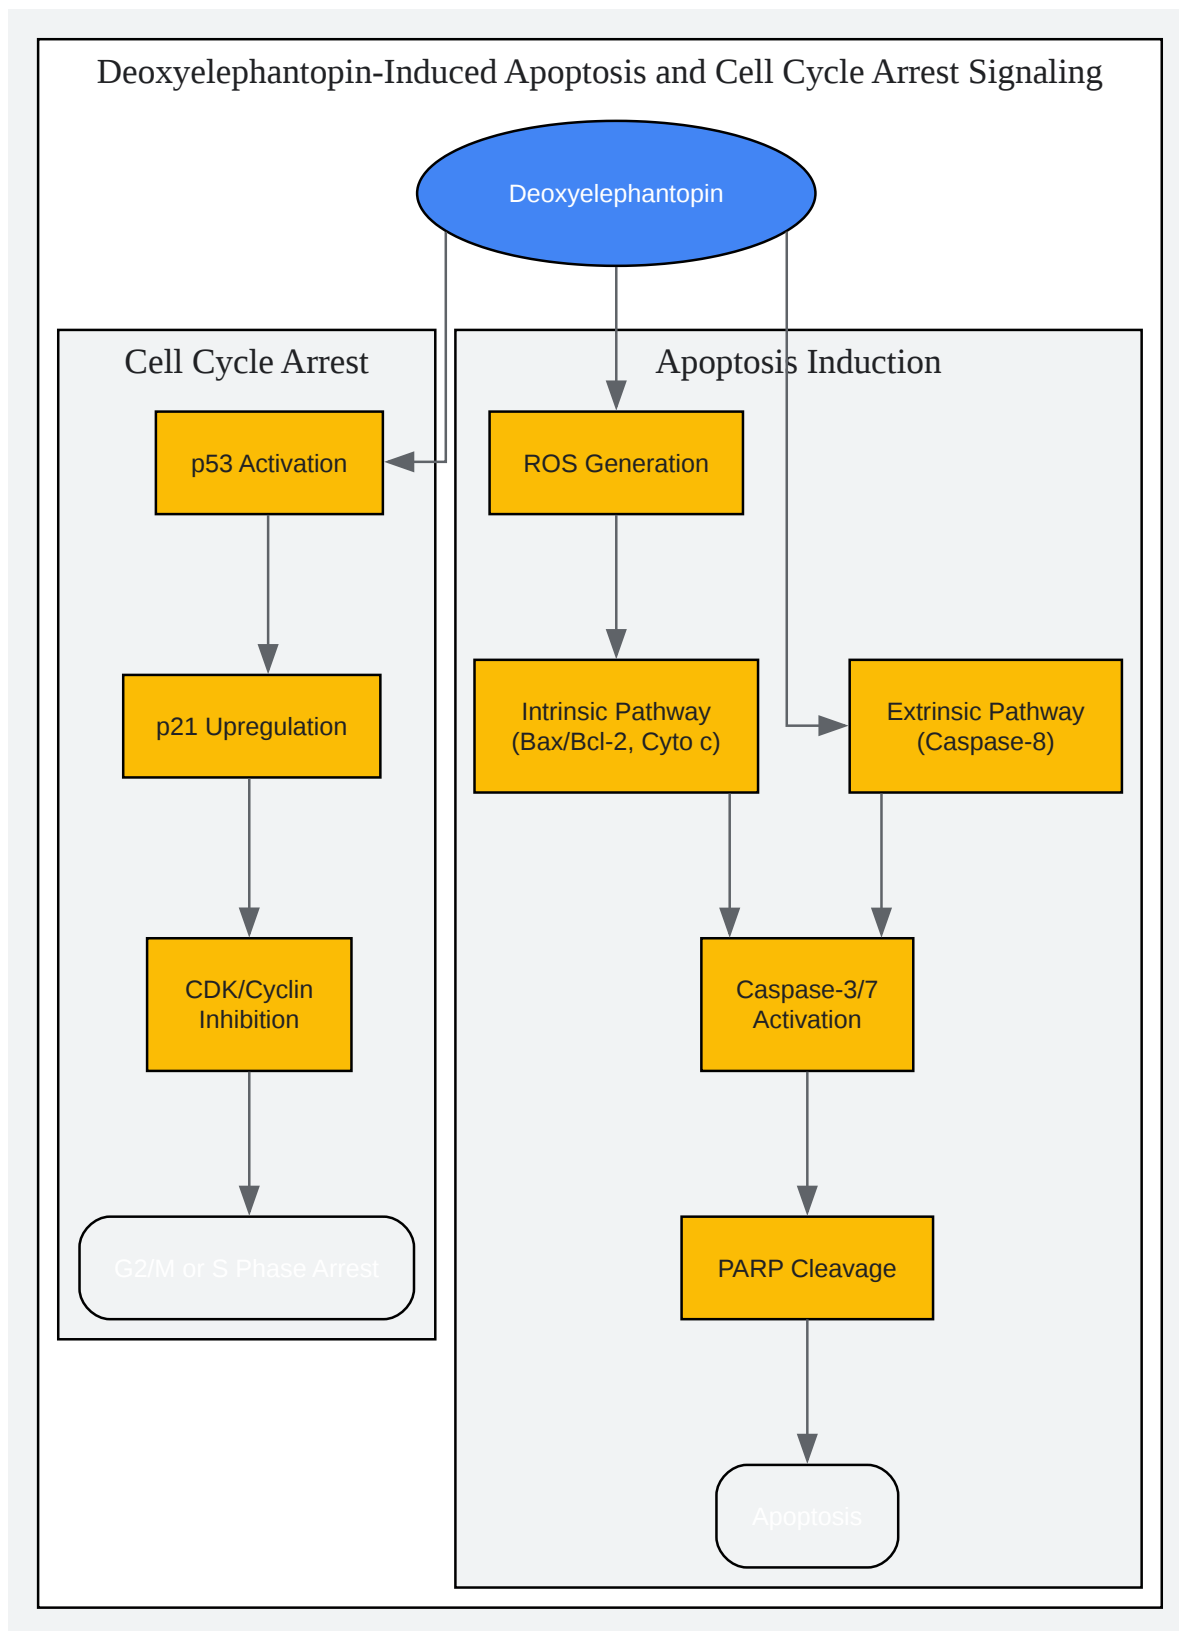 Deoxyelephantopin-Induced Apoptosis and Cell Cycle Arrest Signaling
Deoxyelephantopin
Cell Cycle Arrest
p53 Activation
p21 Upregulation
CDK/Cyclin
Inhibition
G2/M or S Phase Arrest
Apoptosis Induction
ROS Generation
Intrinsic Pathway
(Bax/Bcl-2, Cyto c)
Extrinsic Pathway
(Caspase-8)
Caspase-3/7
Activation
PARP Cleavage
Apoptosis